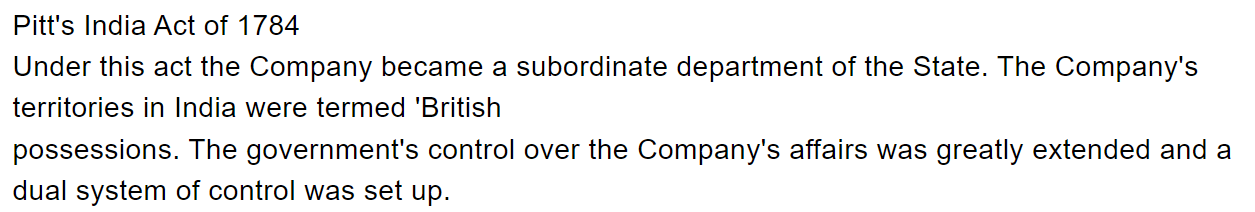 Pitt's India Act of 1784
Under this act the Company became a subordinate department of the State. The Company's
territories in India were termed 'British
possessions. The government's control over the Company's affairs was greatly extended and a
dual system of control was set up.